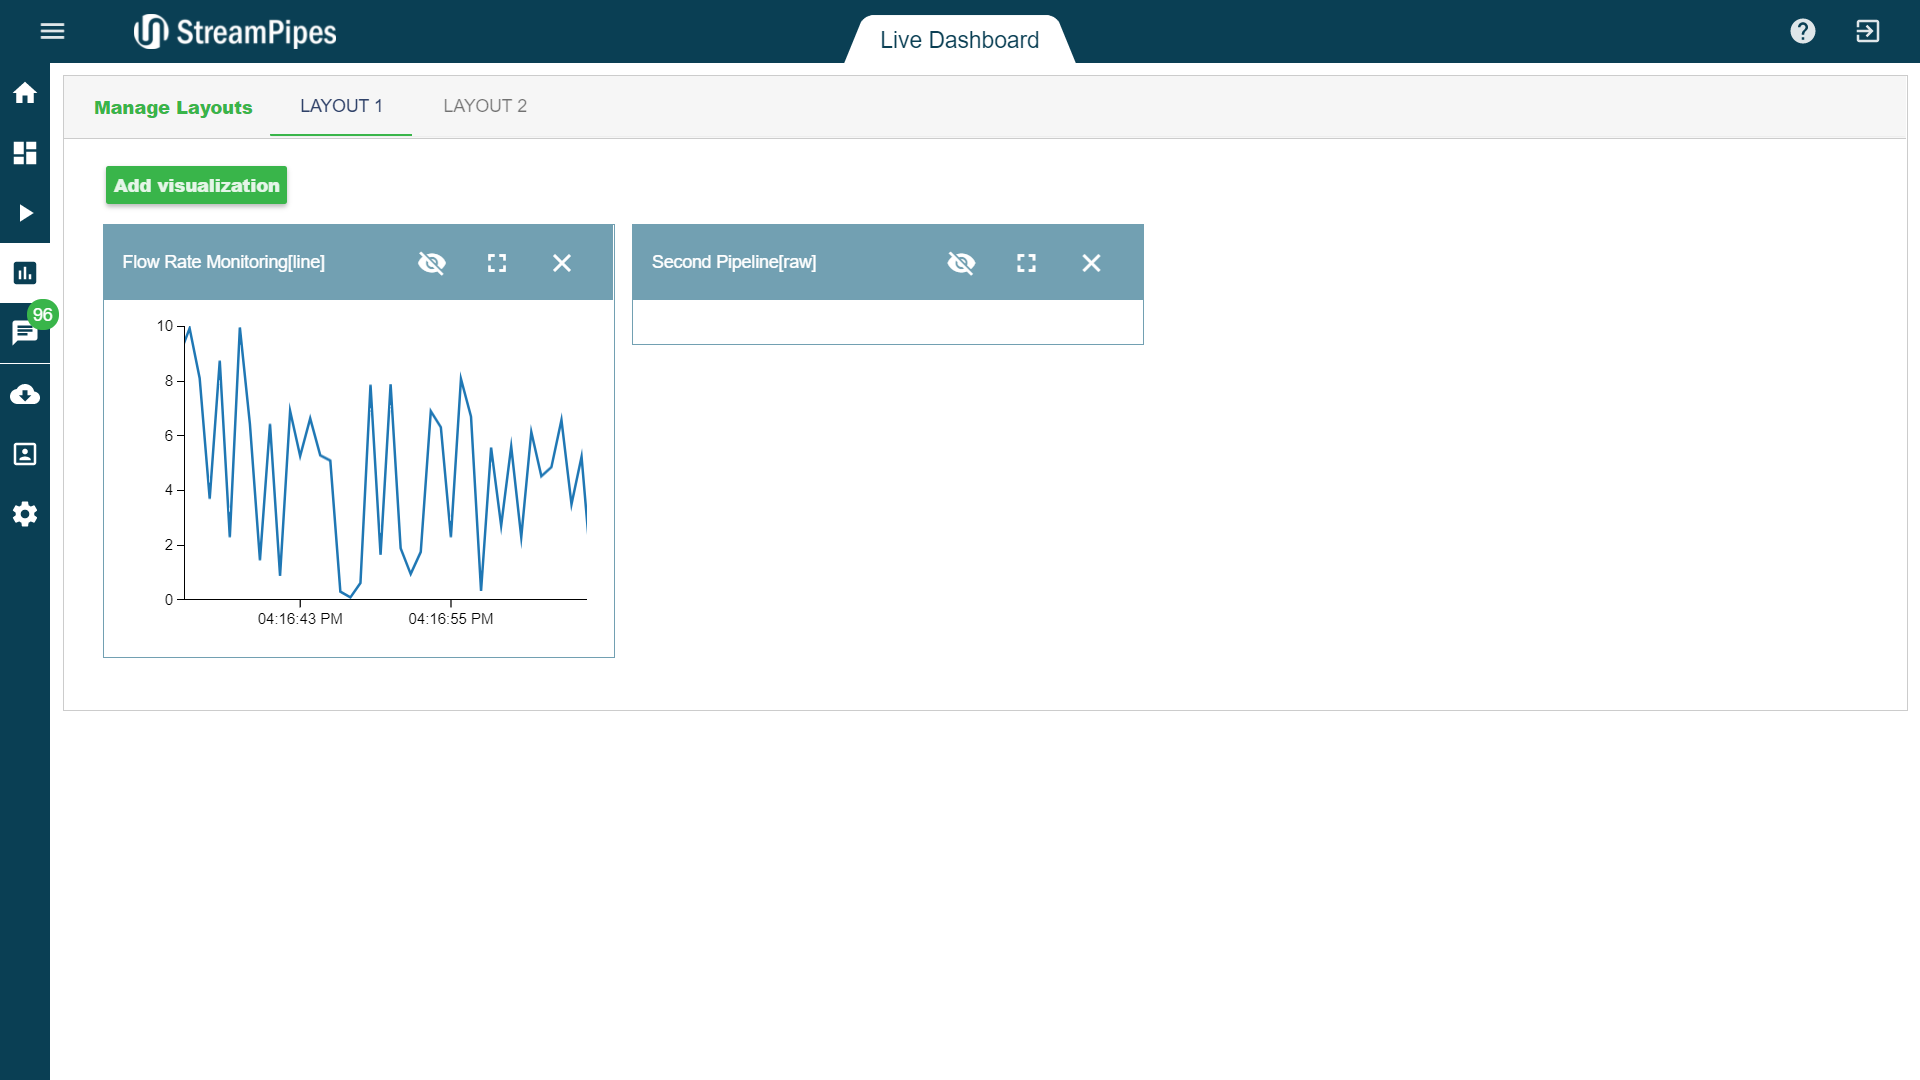 StreamPipes
Live Dashboard
Manage Layouts
LAYOUT 1
LAYOUT 2
Add visualization
Flow Rate Monitoring[line]
Second Pipeline[raw]
96
10
8
6
4
2
0
04:16:43 PM
04:16:55 PM